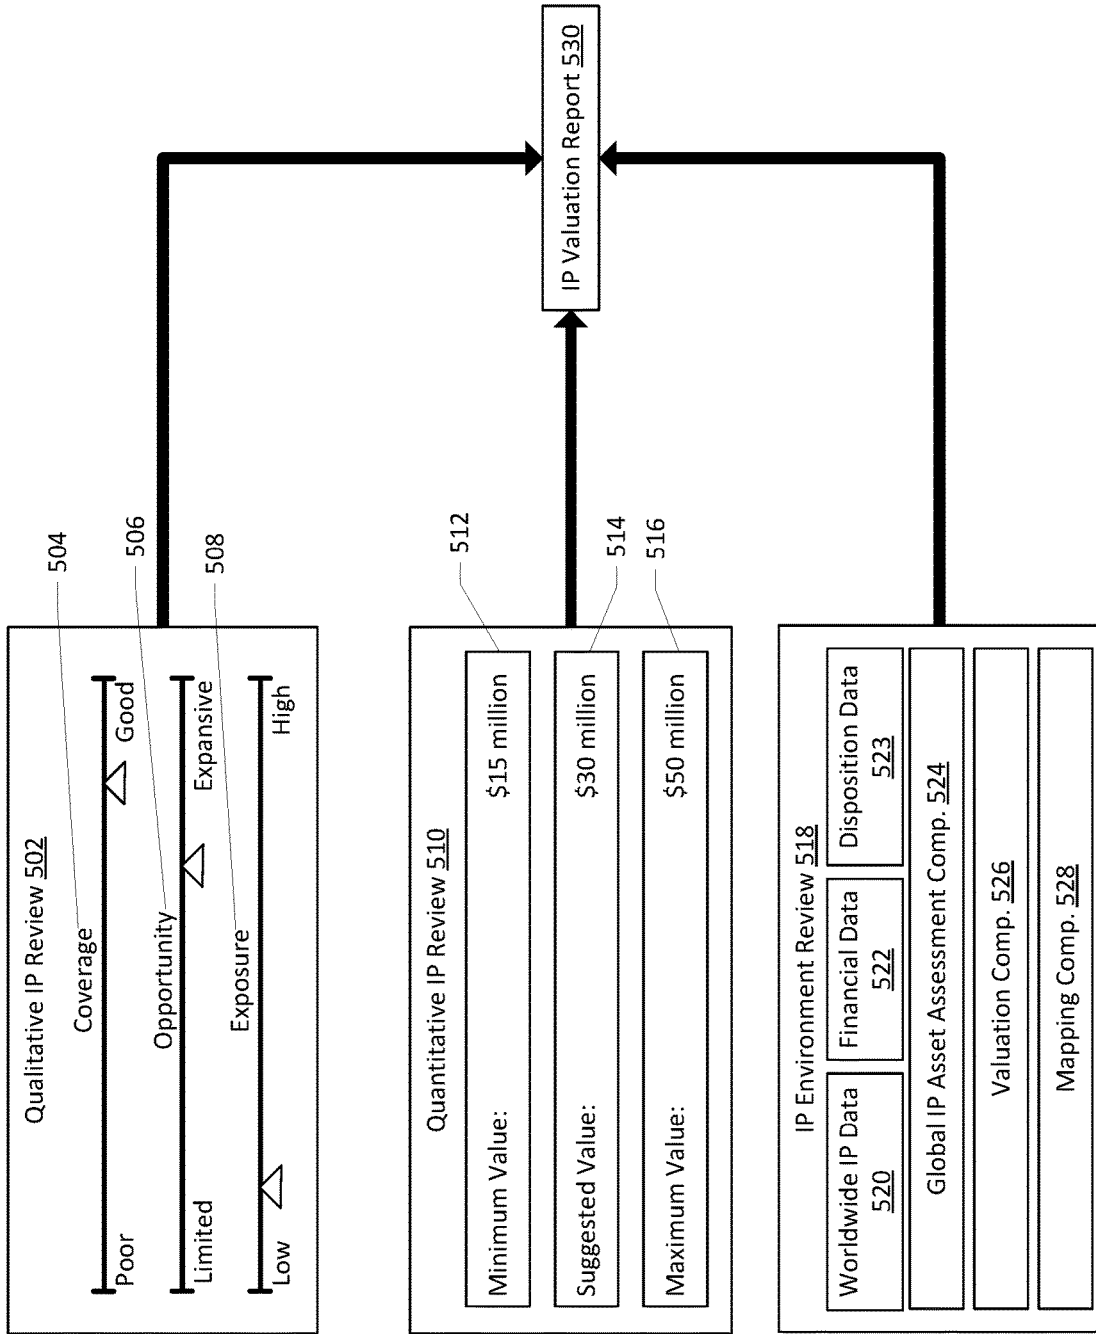 Qualitative IP Review 502
Coverage
504
Poor
Good
Opportunity
506
Limited
Expansive
Exposure
508
Low
High
Quantitative IP Review 510
Minimum Value: $15 million
512
Suggested Value: $30 million
514
Maximum Value: $50 million
516
IP Environment Review 518
Worldwide IP Data
520
Financial Data
522
Disposition Data
523
Global IP Asset Assessment Comp. 524
Valuation Comp. 526
Mapping Comp. 528
IP Valuation Report 530